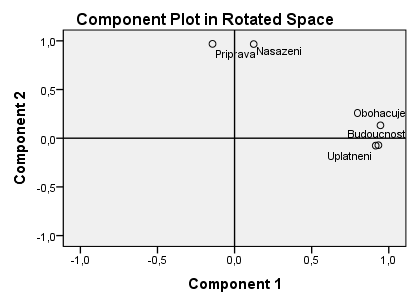 Component Plot in Rotated Space
Component 2
1,0
0,5
0,0
-0,5
-1,0
Priprava
Nasazeni
Obohacuje
Budoucnost
Uplatneni
-1,0 -0,5 0,0 0,5 1,0
Component 1